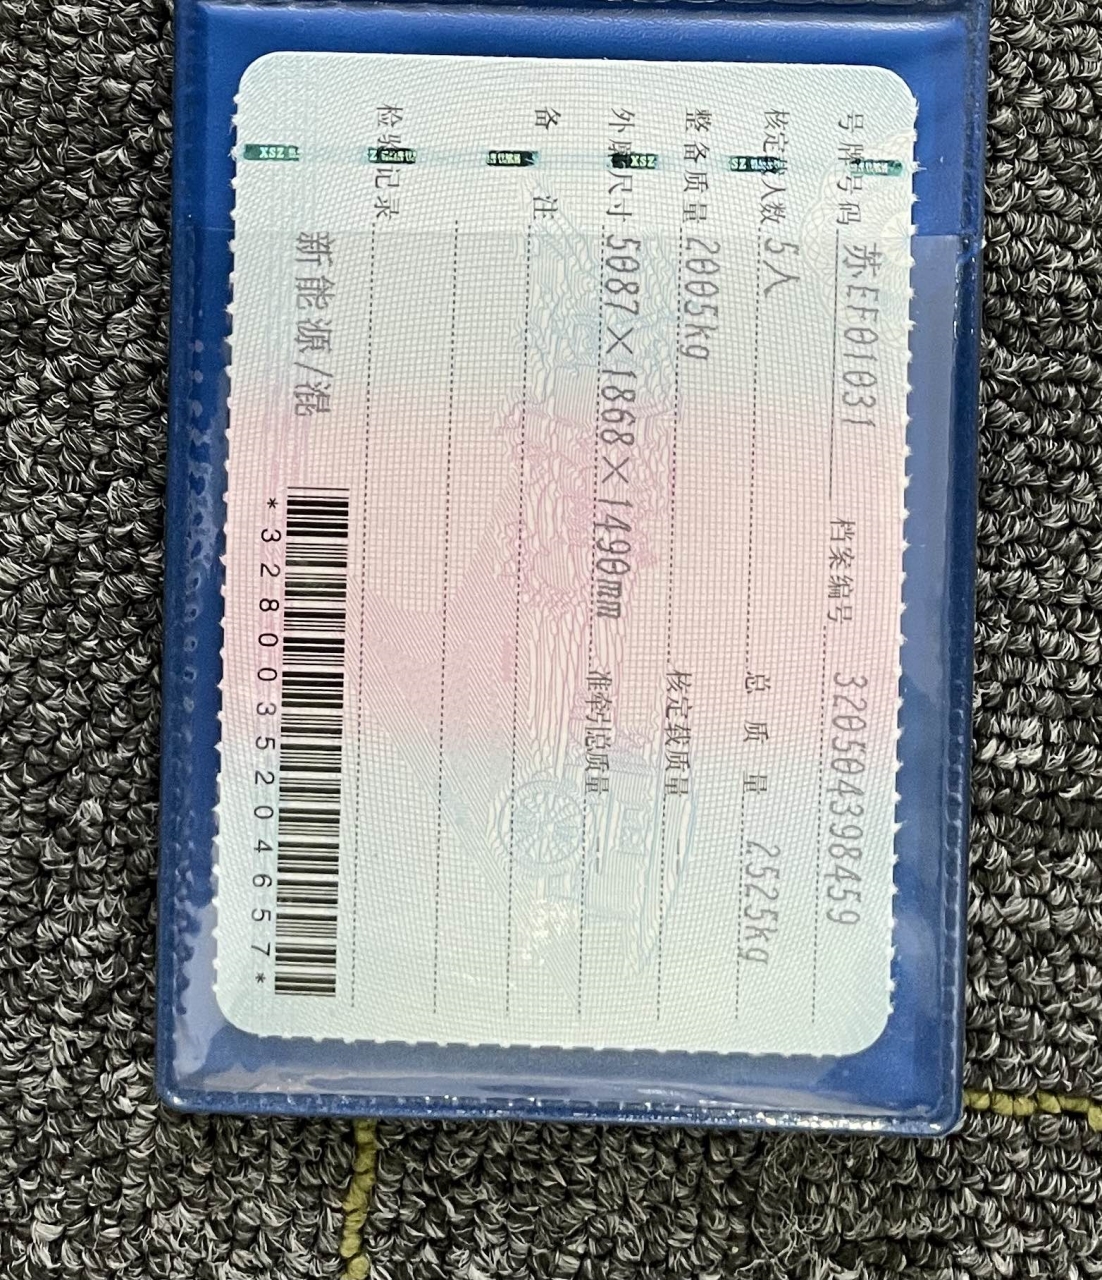 号牌号码 苏EF01031 档案编号 320504398459
核定载人数 5人 总质量 2525kg
整备质量 2005kg 核定载质量
外廓尺寸 5087×1868×1490mm 准牵引总质量 --
备注
检验记录
新能源/混
*3280035204657*